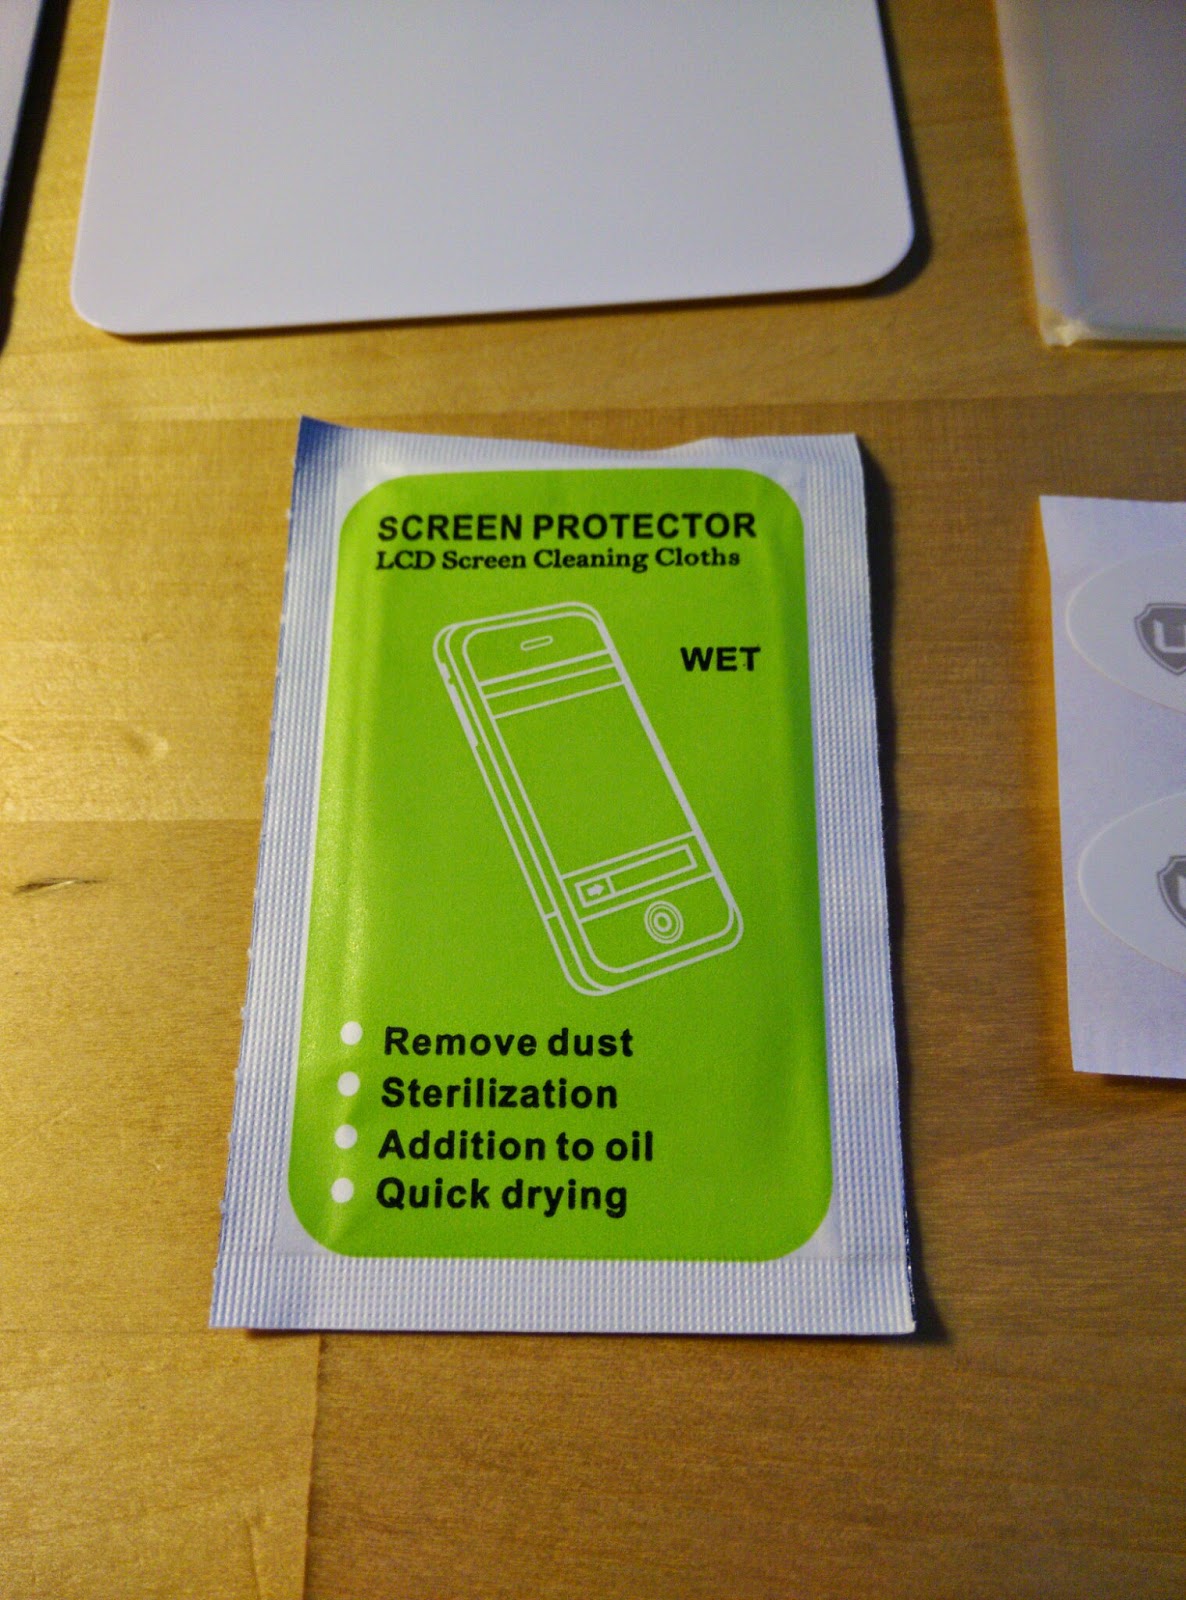 SCREEN PROTECTOR
LCD Screen Cleaning Cloths
WET
Remove dust
Sterilization
Addition to oil
Quick drying